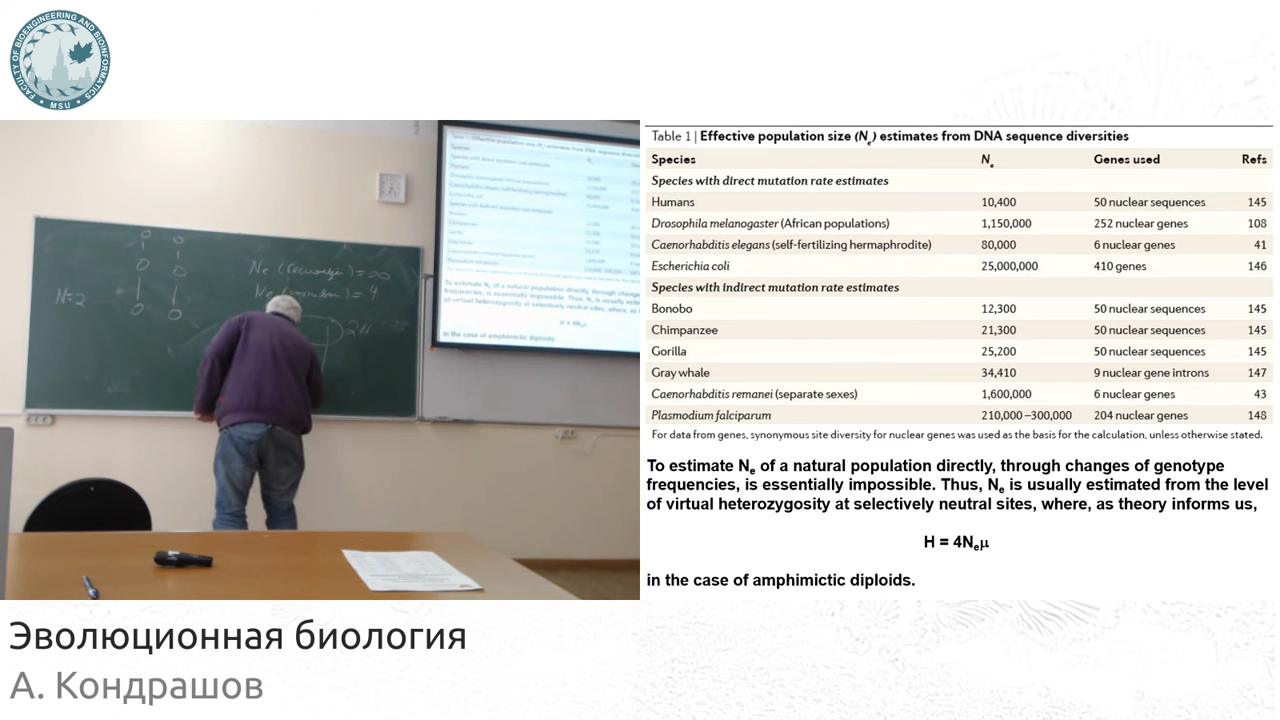 FACULTY OF BIOENGINEERING AND BIOINFORMATICS
MSU
Table 1 | Effective population size (Ne) estimates from DNA sequence diversities
Species Ne Genes used Refs
Species with direct mutation rate estimates
Humans 10,400 50 nuclear sequences 145
Drosophila melanogaster (African populations) 1,150,000 252 nuclear genes 108
Caenorhabditis elegans (self-fertilizing hermaphrodite) 80,000 6 nuclear genes 41
Escherichia coli 25,000,000 410 genes 146
Species with indirect mutation rate estimates
Bonobo 12,300 50 nuclear sequences 145
Chimpanzee 21,300 50 nuclear sequences 145
Gorilla 25,200 50 nuclear sequences 145
Gray whale 34,410 9 nuclear gene introns 147
Caenorhabditis remanei (separate sexes) 1,600,000 6 nuclear genes 43
Plasmodium falciparum 210,000–300,000 204 nuclear genes 148
For data from genes, synonymous site diversity for nuclear genes was used as the basis for the calculation, unless otherwise stated.
To estimate Ne of a natural population directly, through changes of genotype
frequencies, is essentially impossible. Thus, Ne is usually estimated from the level
of virtual heterozygosity at selectively neutral sites, where, as theory informs us,
H = 4Neμ
in the case of amphimictic diploids.
N=2
2N
Эволюционная биология
А. Кондрашов